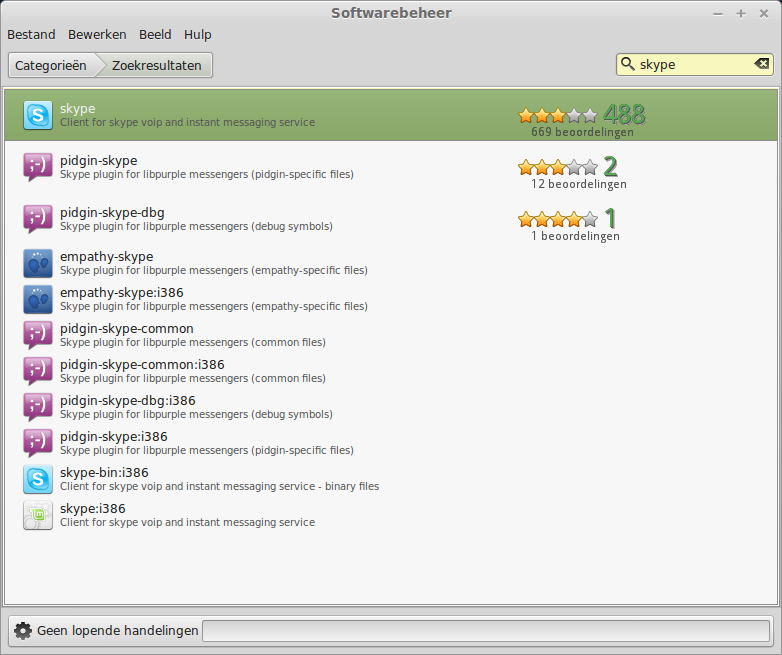 Softwarebeheer
Bestand Bewerken Beeld Hulp
Categorieën Zoekresultaten skype
skype
Client for skype voip and instant messaging service
488
669 beoordelingen
pidgin-skype
Skype plugin for libpurple messengers (pidgin-specific files)
2
12 beoordelingen
pidgin-skype-dbg
Skype plugin for libpurple messengers (debug symbols)
1
1 beoordelingen
empathy-skype
Skype plugin for libpurple messengers (empathy-specific files)
empathy-skype:i386
Skype plugin for libpurple messengers (empathy-specific files)
pidgin-skype-common
Skype plugin for libpurple messengers (common files)
pidgin-skype-common:i386
Skype plugin for libpurple messengers (common files)
pidgin-skype-dbg:i386
Skype plugin for libpurple messengers (debug symbols)
pidgin-skype:i386
Skype plugin for libpurple messengers (pidgin-specific files)
skype-bin:i386
Client for skype voip and instant messaging service - binary files
skype:i386
Client for skype voip and instant messaging service
Geen lopende handelingen